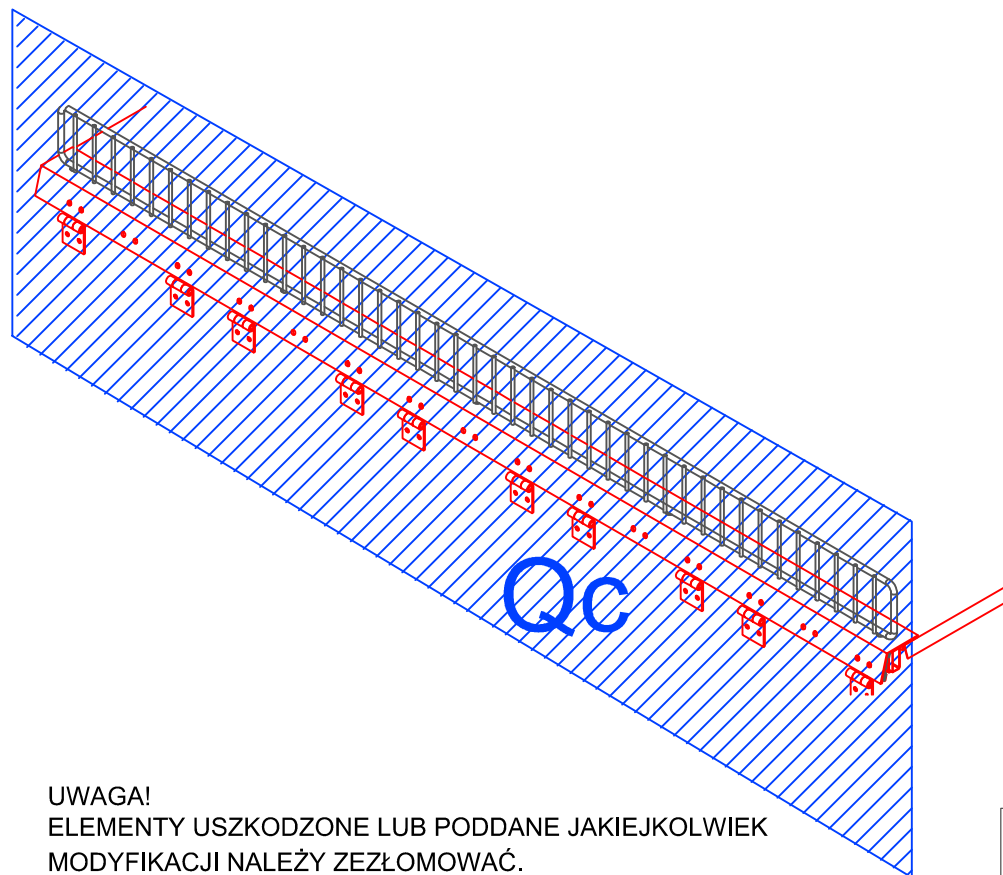 Qc
UWAGA!
ELEMENTY USZKODZONE LUB PODDANE JAKIEJKOLWIEK
MODYFIKACJI NALEŻY ZEZŁOMOWAĆ.